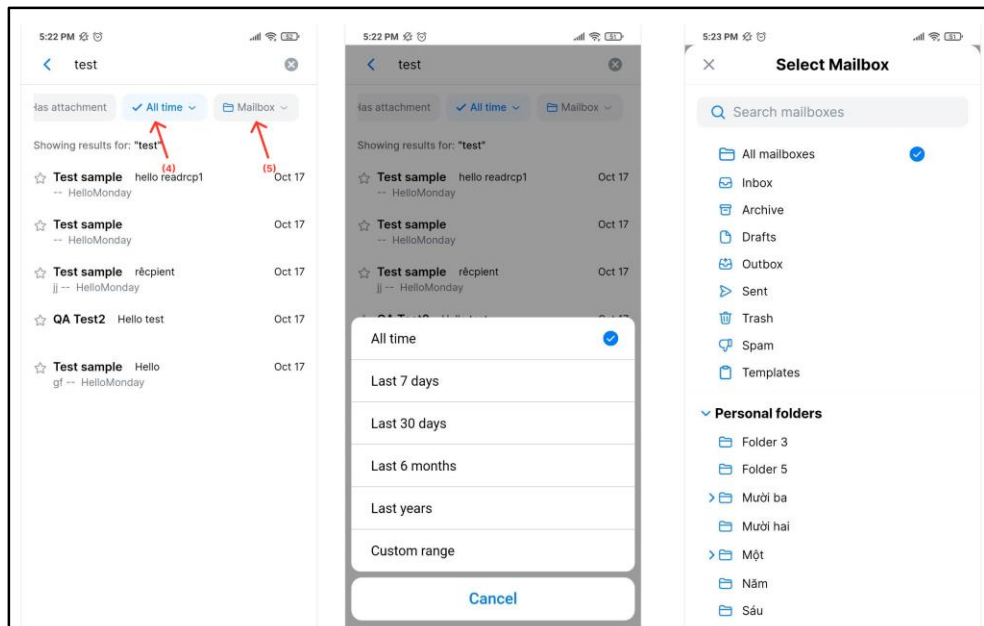 5:22 PM 52
test
Has attachment All time Mailbox
Showing results for: "test"
(4) (5)
Test sample hello readrcp1 Oct 17
-- HelloMonday
Test sample Oct 17
-- HelloMonday
Test sample rêcpient Oct 17
jj -- HelloMonday
QA Test2 Hello test Oct 17
Test sample Hello Oct 17
gf -- HelloMonday
5:22 PM 51
test
Has attachment All time Mailbox
Showing results for: "test"
Test sample hello readrcp1 Oct 17
-- HelloMonday
Test sample Oct 17
-- HelloMonday
Test sample rêcpient Oct 17
jj -- HelloMonday
All time
Last 7 days
Last 30 days
Last 6 months
Last years
Custom range
Cancel
5:23 PM 51
Select Mailbox
Search mailboxes
All mailboxes
Inbox
Archive
Drafts
Outbox
Sent
Trash
Spam
Templates
Personal folders
Folder 3
Folder 5
Mười ba
Mười hai
Một
Năm
Sáu